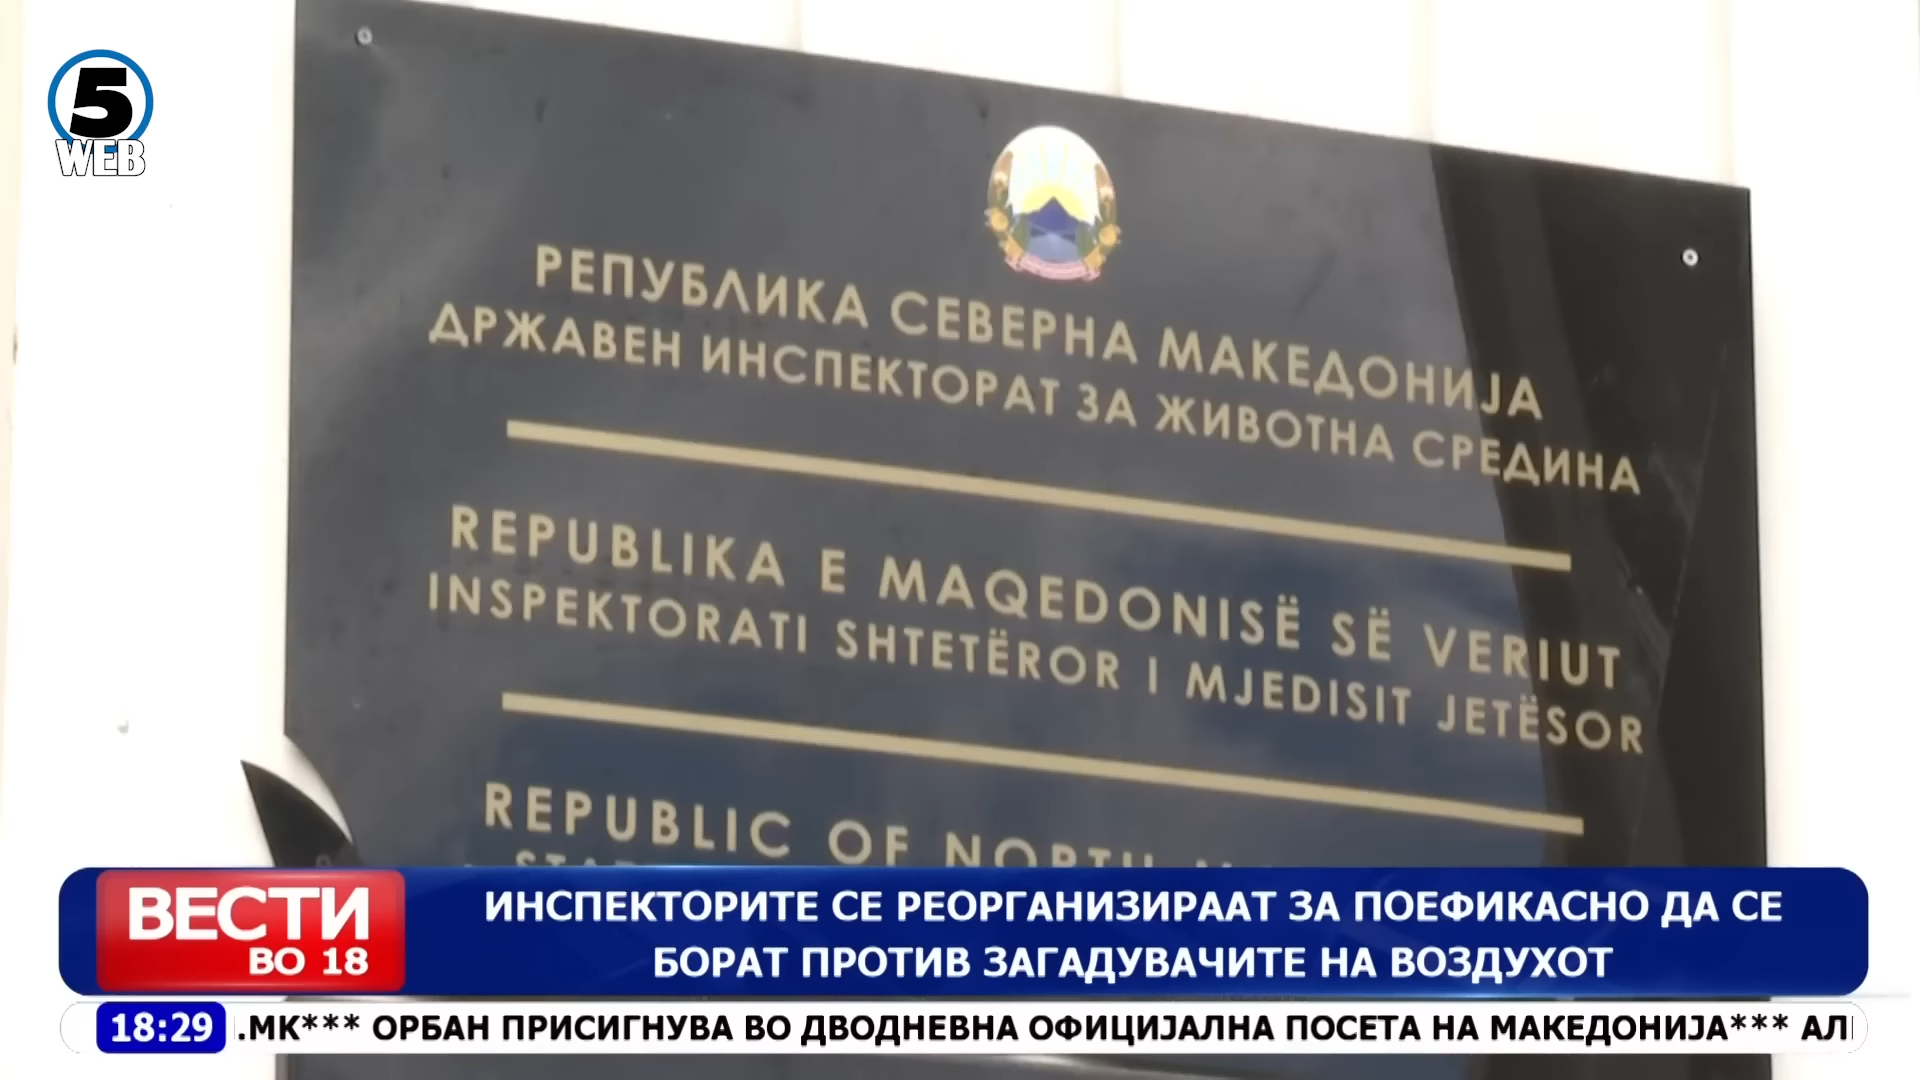 5
WEB
РЕПУБЛИКА СЕВЕРНА МАКЕДОНИЈА
ДРЖАВЕН ИНСПЕКТОРАТ ЗА ЖИВОТНА СРЕДИНА
REPUBLIKA E MAQEDONISË SË VERIUT
INSPEKTORATI SHTETËROR I MJEDISIT JETËSOR
REPUBLIC OF NORTH
ВЕСТИ
ВО 18
ИНСПЕКТОРИТЕ СЕ РЕОРГАНИЗИРААТ ЗА ПОЕФИКАСНО ДА СЕ
БОРАТ ПРОТИВ ЗАГАДУВАЧИТЕ НА ВОЗДУХОТ
18:29 .МК*** ОРБАН ПРИСИГНУВА ВО ДВОДНЕВНА ОФИЦИЈАЛНА ПОСЕТА НА МАКЕДОНИЈА***